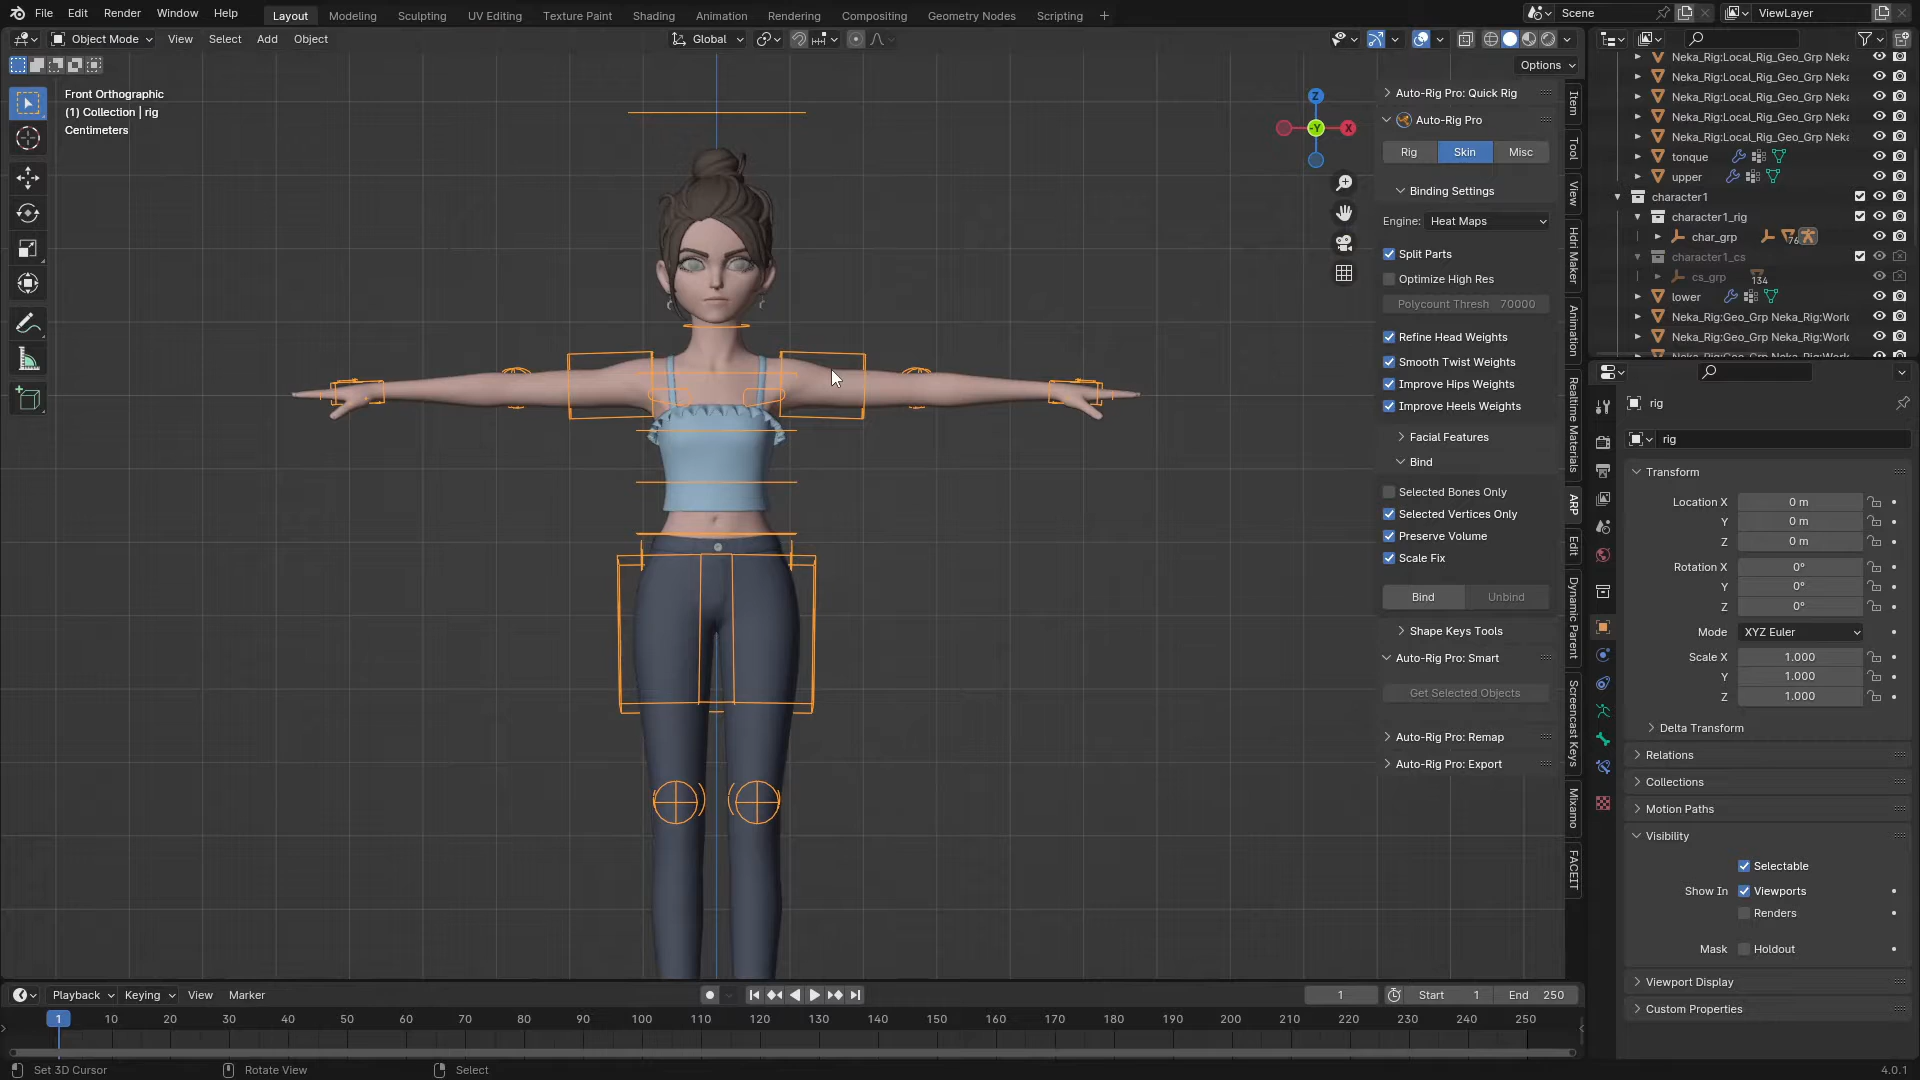 File Edit Render Window Help Layout Modeling Sculpting UV Editing Texture Paint Shading Animation Rendering Compositing Geometry Nodes Scripting + Scene ViewLayer
Object Mode View Select Add Object Global
Options
Front Orthographic
(1) Collection | rig
Centimeters
Z
-Y
X
Auto-Rig Pro: Quick Rig
Auto-Rig Pro
Rig Skin Misc
Binding Settings
Engine: Heat Maps
Split Parts
Optimize High Res
Polycount Thresh 70000
Refine Head Weights
Smooth Twist Weights
Improve Hips Weights
Improve Heels Weights
Facial Features
Bind
Selected Bones Only
Selected Vertices Only
Preserve Volume
Scale Fix
Bind Unbind
Shape Keys Tools
Auto-Rig Pro: Smart
Get Selected Objects
Auto-Rig Pro: Remap
Auto-Rig Pro: Export
Item
Tool
View
Hdri Maker
Animation
Realtime Materials
ARP
Edit
Dynamic Parent
Screencast Keys
Mixamo
FACEIT
Neka_Rig:Local_Rig_Geo_Grp Neka
Neka_Rig:Local_Rig_Geo_Grp Neka
Neka_Rig:Local_Rig_Geo_Grp Neka
Neka_Rig:Local_Rig_Geo_Grp Neka
Neka_Rig:Local_Rig_Geo_Grp Neka
tonque
upper
character1
character1_rig
char_grp 76
character1_cs
cs_grp 134
lower
Neka_Rig:Geo_Grp Neka_Rig:World
Neka_Rig:Geo_Grp Neka_Rig:World
Neka_Rig:Geo_Grp Neka_Rig:World
rig
rig
Transform
Location X 0 m
Y 0 m
Z 0 m
Rotation X 0°
Y 0°
Z 0°
Mode XYZ Euler
Scale X 1.000
Y 1.000
Z 1.000
Delta Transform
Relations
Collections
Motion Paths
Visibility
Selectable
Show In Viewports
Renders
Mask Holdout
Viewport Display
Custom Properties
Playback Keying View Marker 1 Start 1 End 250
1 10 20 30 40 50 60 70 80 90 100 110 120 130 140 150 160 170 180 190 200 210 220 230 240 250
Set 3D Cursor Rotate View Select 4.0.1